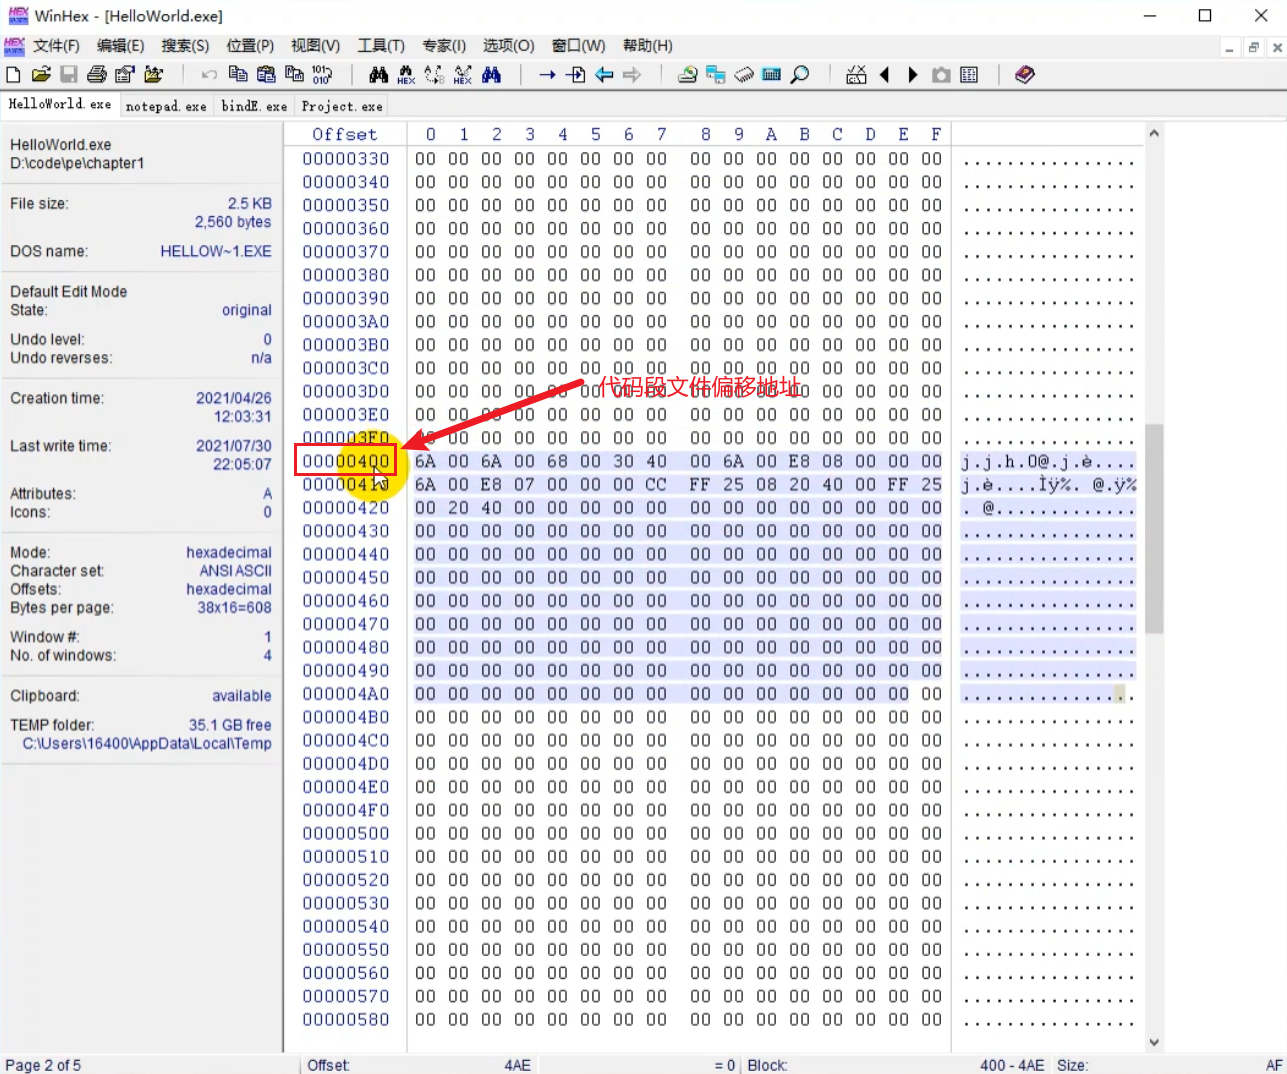 WinHex - [HelloWorld.exe]
文件(F) 编辑(E) 搜索(S) 位置(P) 视图(V) 工具(T) 专家(I) 选项(O) 窗口(W) 帮助(H)
HelloWorld.exe notepad.exe bindE.exe Project.exe
HelloWorld.exe
D:\code\pe\chapter1
File size: 2.5 KB
2,560 bytes
DOS name: HELLOW~1.EXE
Default Edit Mode
State: original
Undo level: 0
Undo reverses: n/a
Creation time: 2021/04/26
12:03:31
Last write time: 2021/07/30
22:05:07
Attributes: A
Icons: 0
Mode: hexadecimal
Character set: ANSI ASCII
Offsets: hexadecimal
Bytes per page: 38x16=608
Window #: 1
No. of windows: 4
Clipboard: available
TEMP folder: 35.1 GB free
C:\Users\16400\AppData\Local\Temp
Offset 0 1 2 3 4 5 6 7 8 9 A B C D E F
00000330 00 00 00 00 00 00 00 00 00 00 00 00 00 00 00 00 ................
00000340 00 00 00 00 00 00 00 00 00 00 00 00 00 00 00 00 ................
00000350 00 00 00 00 00 00 00 00 00 00 00 00 00 00 00 00 ................
00000360 00 00 00 00 00 00 00 00 00 00 00 00 00 00 00 00 ................
00000370 00 00 00 00 00 00 00 00 00 00 00 00 00 00 00 00 ................
00000380 00 00 00 00 00 00 00 00 00 00 00 00 00 00 00 00 ................
00000390 00 00 00 00 00 00 00 00 00 00 00 00 00 00 00 00 ................
000003A0 00 00 00 00 00 00 00 00 00 00 00 00 00 00 00 00 ................
000003B0 00 00 00 00 00 00 00 00 00 00 00 00 00 00 00 00 ................
000003C0 00 00 00 00 00 00 00 00 00 00 00 00 00 00 00 00 ................
代码段文件偏移地址
000003D0 00 00 00 00 00 00 00 00 00 00 00 00 00 00 00 00 ................
000003E0 00 00 00 00 00 00 00 00 00 00 00 00 00 00 00 00 ................
000003F0 00 00 00 00 00 00 00 00 00 00 00 00 00 00 00 00 ................
00000400 6A 00 6A 00 68 00 30 40 00 6A 00 E8 08 00 00 00 j.j.h.0@.j.è....
00000410 6A 00 E8 07 00 00 00 CC FF 25 08 20 40 00 FF 25 j.è....Ìÿ%. @.ÿ%
00000420 00 20 40 00 00 00 00 00 00 00 00 00 00 00 00 00 . @.............
00000430 00 00 00 00 00 00 00 00 00 00 00 00 00 00 00 00 ................
00000440 00 00 00 00 00 00 00 00 00 00 00 00 00 00 00 00 ................
00000450 00 00 00 00 00 00 00 00 00 00 00 00 00 00 00 00 ................
00000460 00 00 00 00 00 00 00 00 00 00 00 00 00 00 00 00 ................
00000470 00 00 00 00 00 00 00 00 00 00 00 00 00 00 00 00 ................
00000480 00 00 00 00 00 00 00 00 00 00 00 00 00 00 00 00 ................
00000490 00 00 00 00 00 00 00 00 00 00 00 00 00 00 00 00 ................
000004A0 00 00 00 00 00 00 00 00 00 00 00 00 00 00 00 00 ................
000004B0 00 00 00 00 00 00 00 00 00 00 00 00 00 00 00 00 ................
000004C0 00 00 00 00 00 00 00 00 00 00 00 00 00 00 00 00 ................
000004D0 00 00 00 00 00 00 00 00 00 00 00 00 00 00 00 00 ................
000004E0 00 00 00 00 00 00 00 00 00 00 00 00 00 00 00 00 ................
000004F0 00 00 00 00 00 00 00 00 00 00 00 00 00 00 00 00 ................
00000500 00 00 00 00 00 00 00 00 00 00 00 00 00 00 00 00 ................
00000510 00 00 00 00 00 00 00 00 00 00 00 00 00 00 00 00 ................
00000520 00 00 00 00 00 00 00 00 00 00 00 00 00 00 00 00 ................
00000530 00 00 00 00 00 00 00 00 00 00 00 00 00 00 00 00 ................
00000540 00 00 00 00 00 00 00 00 00 00 00 00 00 00 00 00 ................
00000550 00 00 00 00 00 00 00 00 00 00 00 00 00 00 00 00 ................
00000560 00 00 00 00 00 00 00 00 00 00 00 00 00 00 00 00 ................
00000570 00 00 00 00 00 00 00 00 00 00 00 00 00 00 00 00 ................
00000580 00 00 00 00 00 00 00 00 00 00 00 00 00 00 00 00 ................
Page 2 of 5 Offset: 4AE = 0 Block: 400 - 4AE Size: AF